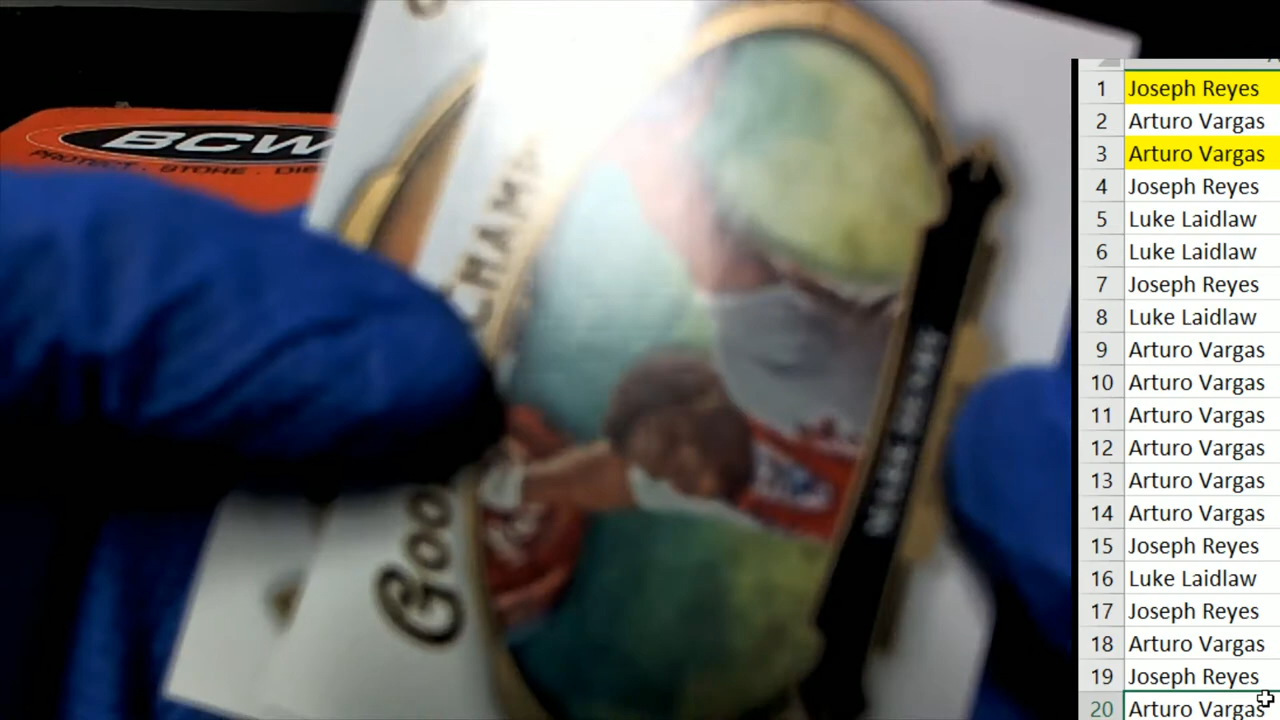 BCW
PROTECT . STORE . DIS
CHAMP
Goo
1 Joseph Reyes
2 Arturo Vargas
3 Arturo Vargas
4 Joseph Reyes
5 Luke Laidlaw
6 Luke Laidlaw
7 Joseph Reyes
8 Luke Laidlaw
9 Arturo Vargas
10 Arturo Vargas
11 Arturo Vargas
12 Arturo Vargas
13 Arturo Vargas
14 Arturo Vargas
15 Joseph Reyes
16 Luke Laidlaw
17 Joseph Reyes
18 Arturo Vargas
19 Joseph Reyes
20 Arturo Vargas